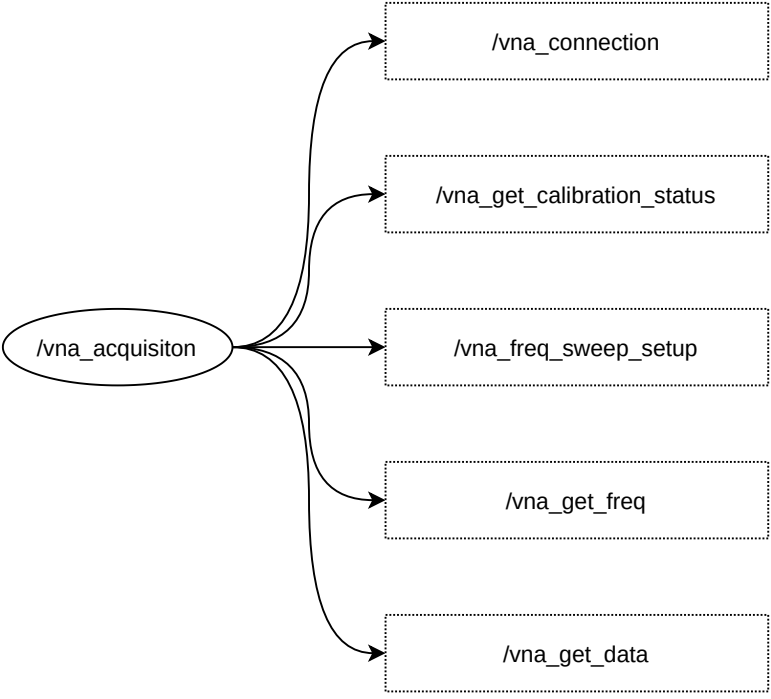 /vna_connection
/vna_get_calibration_status
/vna_acquisiton
/vna_freq_sweep_setup
/vna_get_freq
/vna_get_data